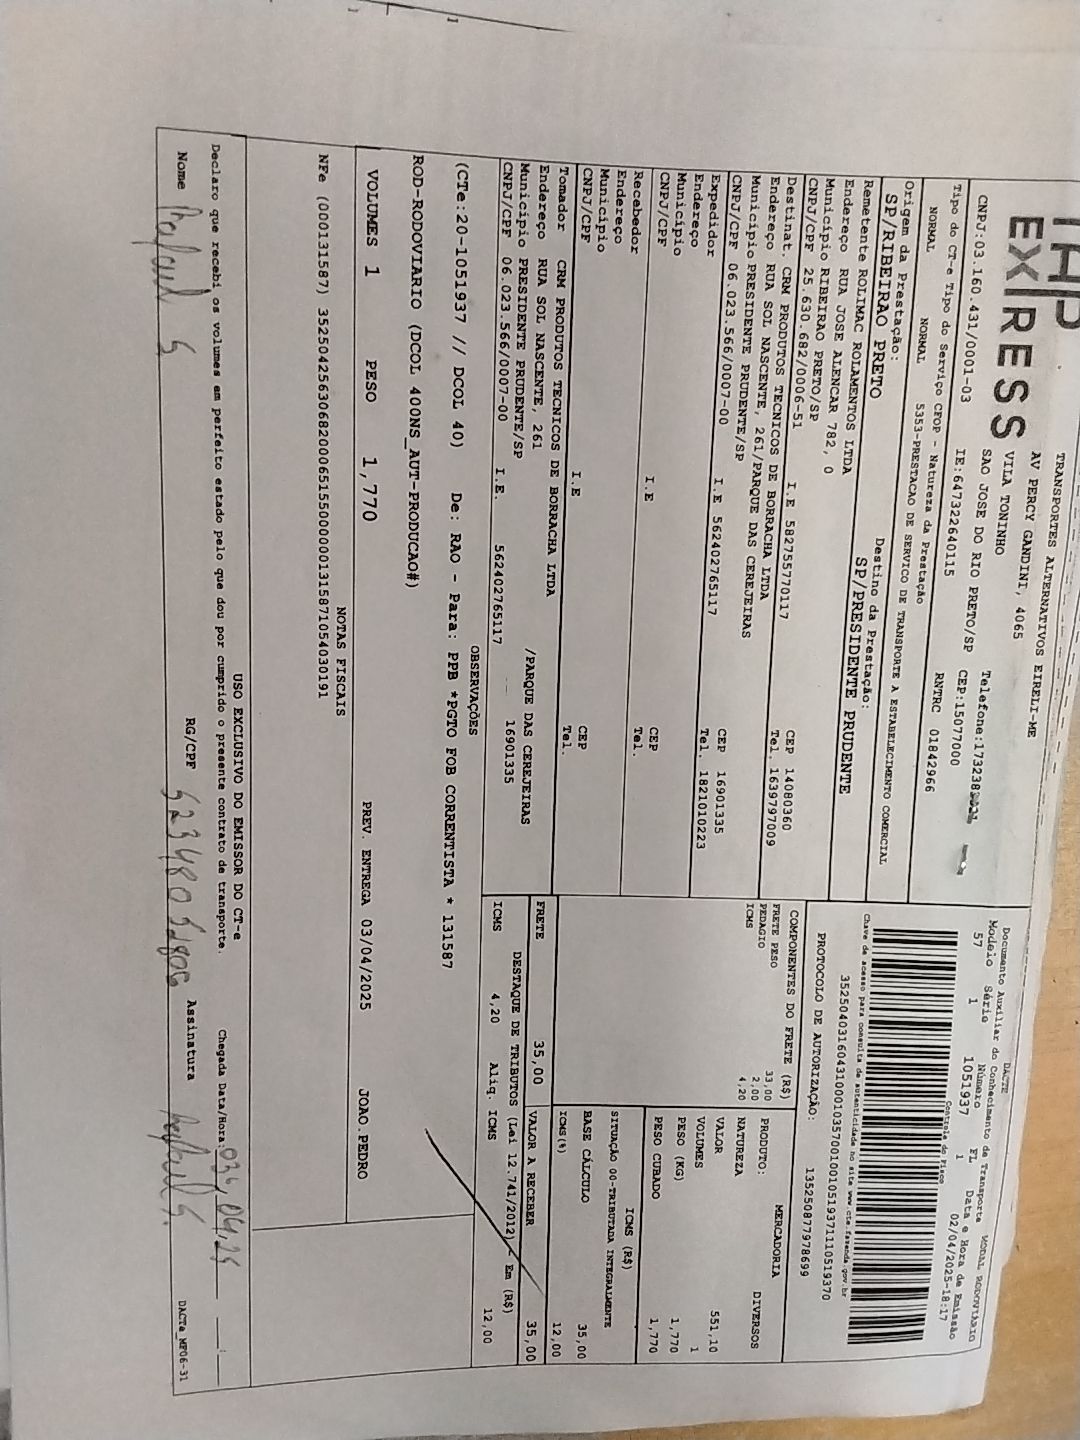 THP
EXPRESS
TRANSPORTES ALTERNATIVOS EIRELI-ME
AV PERCY GANDINI, 4065
VILA TONINHO
SAO JOSE DO RIO PRETO/SP
Telefone:173238
CNPJ:03.160.431/0001-03 IE:647322640115 CEP:15077000
Tipo do CT-e Tipo do Serviço CFOP - Natureza da Prestação RNTRC 01842966
NORMAL NORMAL 5353-PRESTACAO DE SERVICO DE TRANSPORTE A ESTABELECIMENTO COMERCIAL
Origem da Prestação: Destino da Prestação:
SP/RIBEIRAO PRETO SP/PRESIDENTE PRUDENTE
Remetente ROLIMAC ROLAMENTOS LTDA
Endereço RUA JOSE ALENCAR 782, 0
Município RIBEIRAO PRETO/SP CEP 14080360
CNPJ/CPF 25.630.682/0006-51 I.E 582755770117 Tel. 1639797009
Destinat. CRM PRODUTOS TECNICOS DE BORRACHA LTDA
Endereço RUA SOL NASCENTE, 261/PARQUE DAS CEREJEIRAS
Município PRESIDENTE PRUDENTE/SP CEP 16901335
CNPJ/CPF 06.023.566/0007-00 I.E 562402765117 Tel. 1821010223
Expedidor
Endereço
Município CEP
CNPJ/CPF I.E Tel.
Recebedor
Endereço
Município CEP
CNPJ/CPF I.E Tel.
Tomador CRM PRODUTOS TECNICOS DE BORRACHA LTDA
Endereço RUA SOL NASCENTE, 261 /PARQUE DAS CEREJEIRAS
Município PRESIDENTE PRUDENTE/SP 16901335
CNPJ/CPF 06.023.566/0007-00 I.E. 562402765117
DACTE
Documento Auxiliar do Conhecimento de Transporte MODAL RODOVIÁRIO
Modelo Série Número FL Data e Hora de Emissão
57 1 1051937 1 02/04/2025-18:17
Controle do Fisco
Chave de acesso para consulta de autenticidade no site www.cte.fazenda.gov.br
35250403160431000103570010010519371110519370
PROTOCOLO DE AUTORIZAÇÃO: 135250877978699
COMPONENTES DO FRETE (R$)
FRETE PESO 33,00
PEDAGIO 2,00
ICMS 4,20
PRODUTO: MERCADORIA
NATUREZA DIVERSOS
VALOR 551,10
VOLUMES 1
PESO (KG) 1,770
PESO CUBADO 1,770
ICMS (R$)
SITUAÇÃO 00-TRIBUTADA INTEGRALMENTE
BASE CÁLCULO 35,00
ICMS(%) 12,00
FRETE 35,00 VALOR A RECEBER 35,00
DESTAQUE DE TRIBUTOS (Lei 12.741/2012) - Em (R$)
ICMS 4,20 Aliq. ICMS 12,00
OBSERVAÇÕES
(CTe:20-1051937 // DCOL 40) De: RAO - Para: PPB *PGTO FOB CORRENTISTA * 131587
ROD-RODOVIARIO (DCOL 400NS_AUT-PRODUCAO#)
VOLUMES 1 PESO 1,770 PREV. ENTREGA 03/04/2025 JOAO.PEDRO
NOTAS FISCAIS
NFe (000131587) 35250425630682000651550000001315871054030191
USO EXCLUSIVO DO EMISSOR DO CT-e
Declaro que recebi os volumes em perfeito estado pelo que dou por cumprido o presente contrato de transporte. Chegada Data/Hora:
Nome RG/CPF Assinatura
DACTe_MP06-31